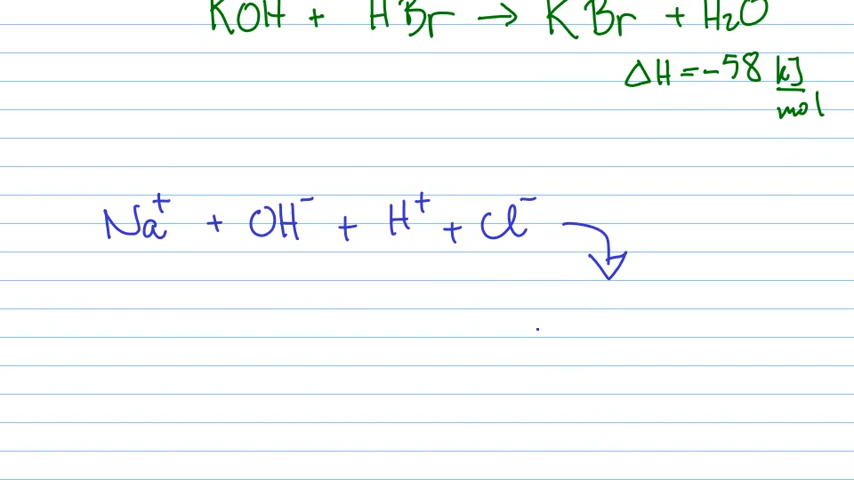 KOH + HBr → KBr + H₂O
ΔH = -58 kJ/mol
Na⁺ + OH⁻ + H⁺ + Cl⁻